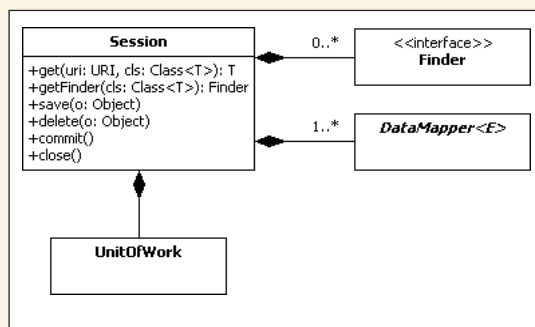 Session
+get(uri: URI, cls: Class<T>): T
+getFinder(cls: Class<T>): Finder
+save(o: Object)
+delete(o: Object)
+commit()
+close()
0..*
<<interface>>
Finder
1..*
DataMapper<E>
UnitOfWork